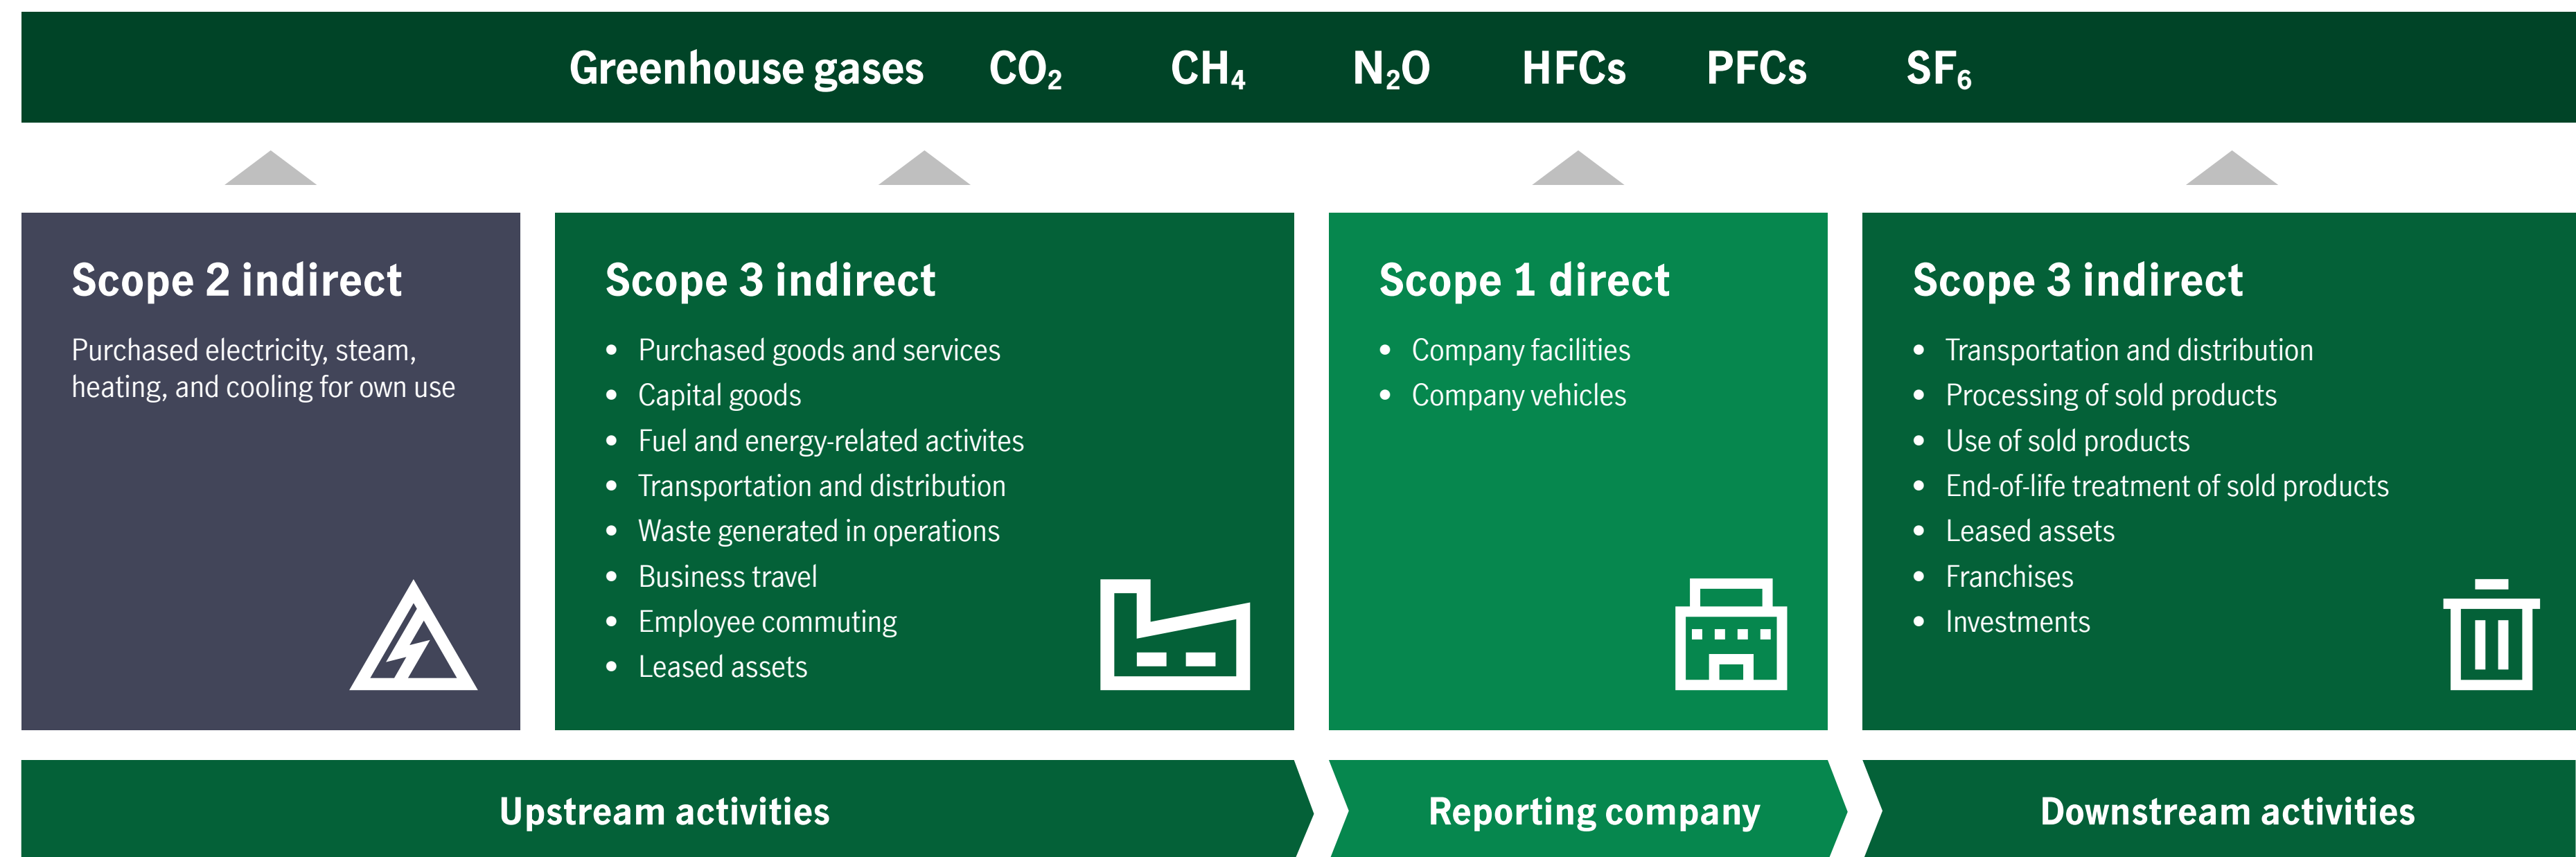 Greenhouse gases CO₂ CH₄ N₂O HFCs PFCs SF₆
Scope 2 indirect
Purchased electricity, steam,
heating, and cooling for own use
Scope 3 indirect
• Purchased goods and services
• Capital goods
• Fuel and energy-related activites
• Transportation and distribution
• Waste generated in operations
• Business travel
• Employee commuting
• Leased assets
Scope 1 direct
• Company facilities
• Company vehicles
Scope 3 indirect
• Transportation and distribution
• Processing of sold products
• Use of sold products
• End-of-life treatment of sold products
• Leased assets
• Franchises
• Investments
Upstream activities
Reporting company
Downstream activities